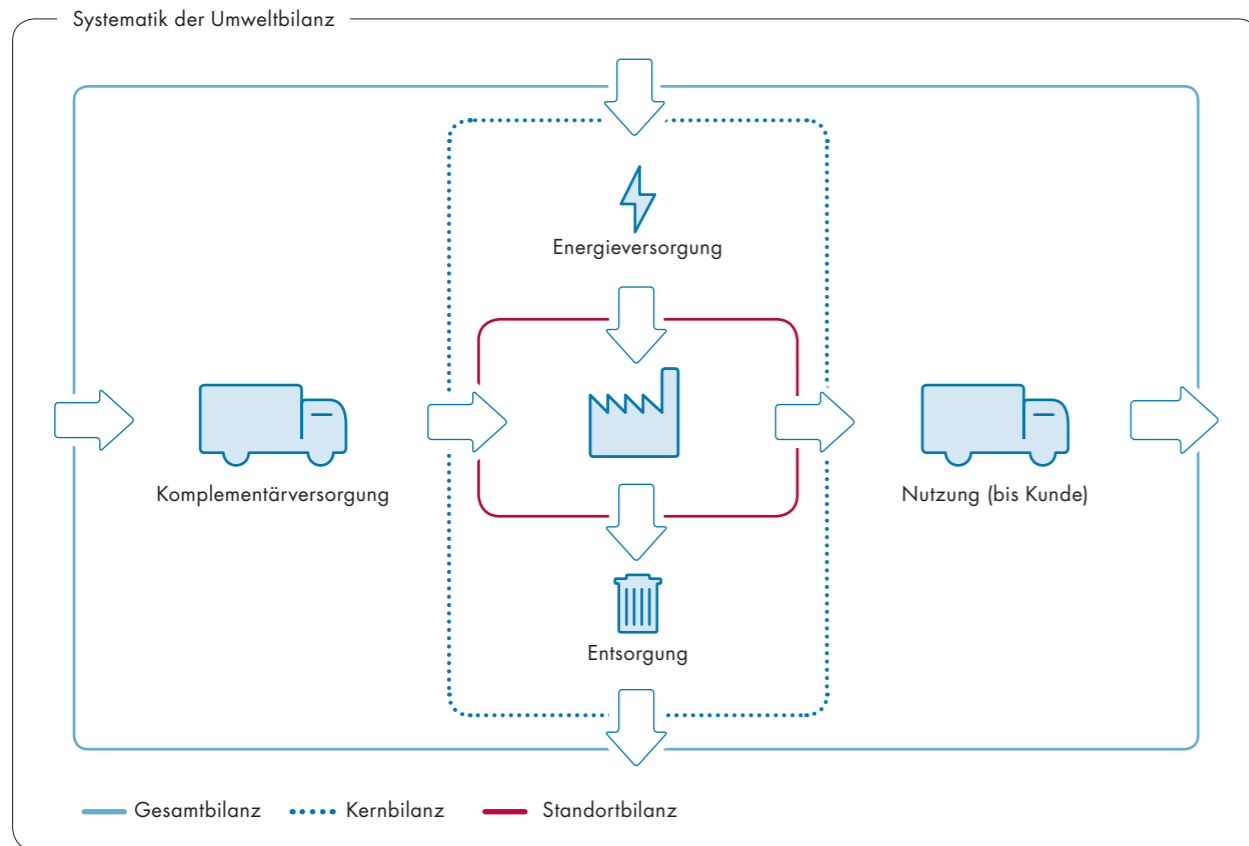 Systematik der Umweltbilanz
Energieversorgung
Komplementärversorgung
Nutzung (bis Kunde)
Entsorgung
Gesamtbilanz
Kernbilanz
Standortbilanz